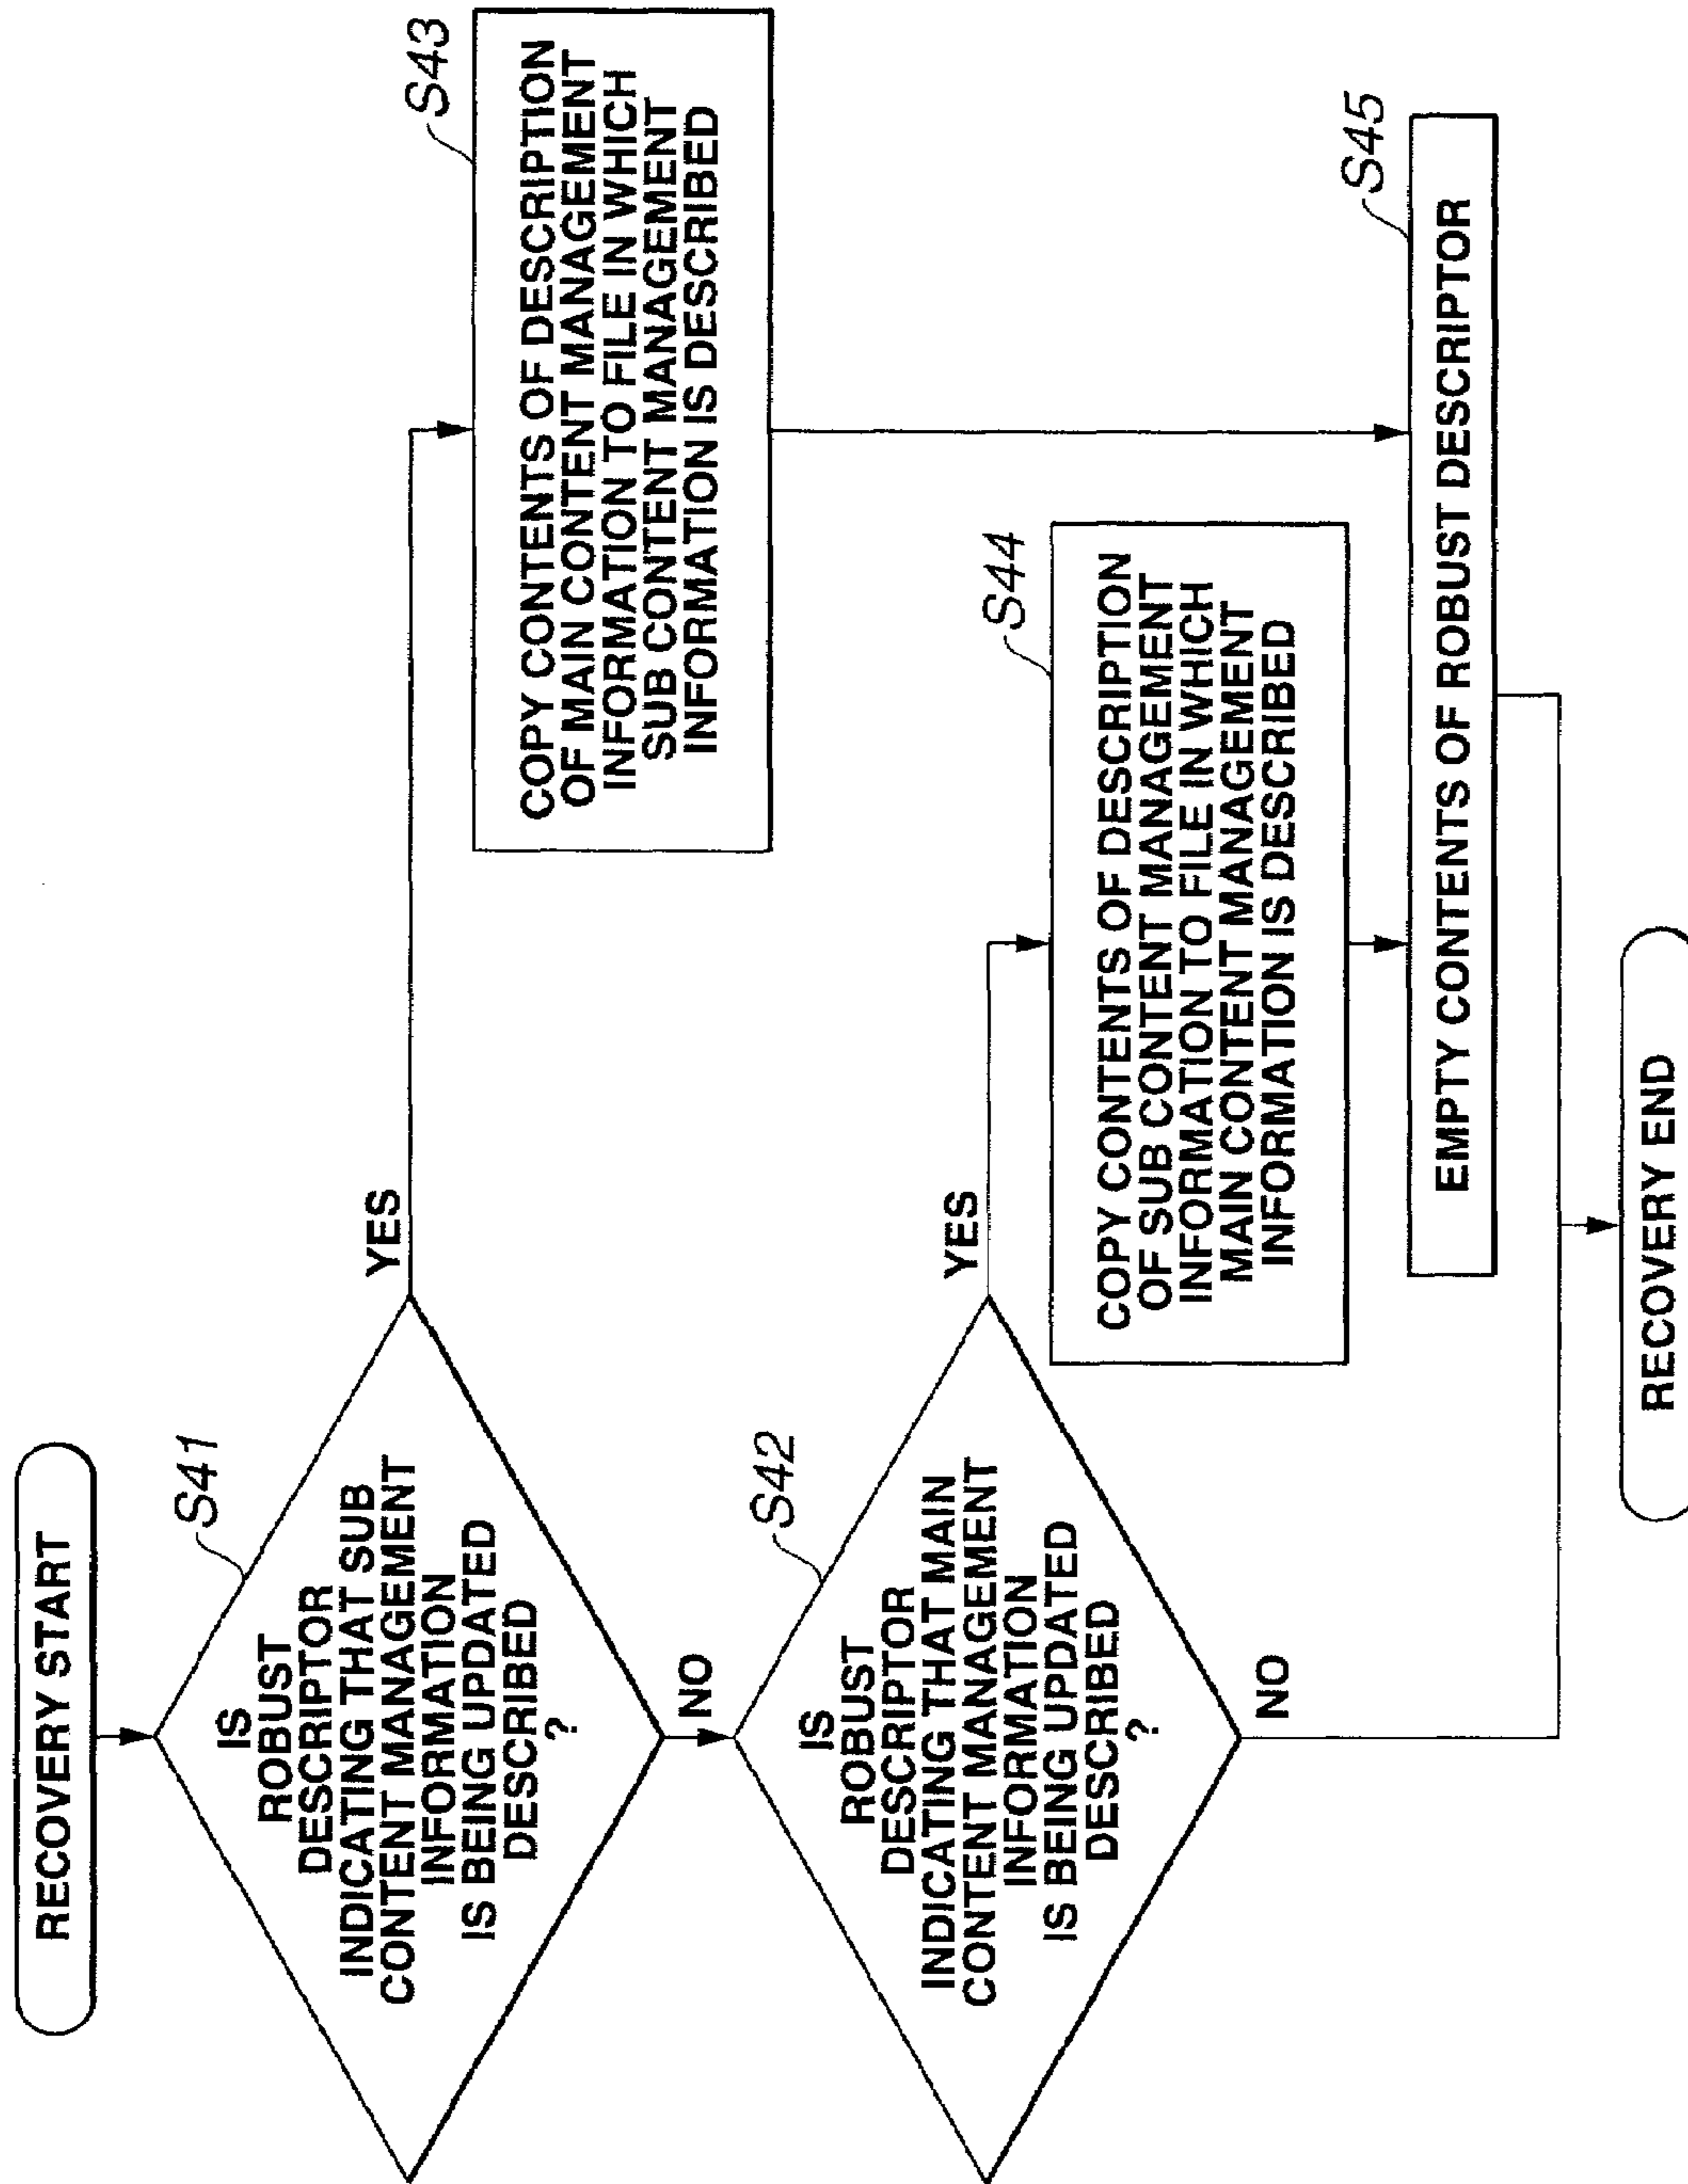 RECOVERY START
S41
IS
ROBUST
DESCRIPTOR
INDICATING THAT SUB
CONTENT MANAGEMENT
INFORMATION
IS BEING UPDATED
DESCRIBED
?
YES
NO
S43
COPY CONTENTS OF DESCRIPTION
OF MAIN CONTENT MANAGEMENT
INFORMATION TO FILE IN WHICH
SUB CONTENT MANAGEMENT
INFORMATION IS DESCRIBED
S42
IS
ROBUST
DESCRIPTOR
INDICATING THAT MAIN
CONTENT MANAGEMENT
INFORMATION
IS BEING UPDATED
DESCRIBED
?
YES
NO
S44
COPY CONTENTS OF DESCRIPTION
OF SUB CONTENT MANAGEMENT
INFORMATION TO FILE IN WHICH
MAIN CONTENT MANAGEMENT
INFORMATION IS DESCRIBED
S45
EMPTY CONTENTS OF ROBUST DESCRIPTOR
RECOVERY END